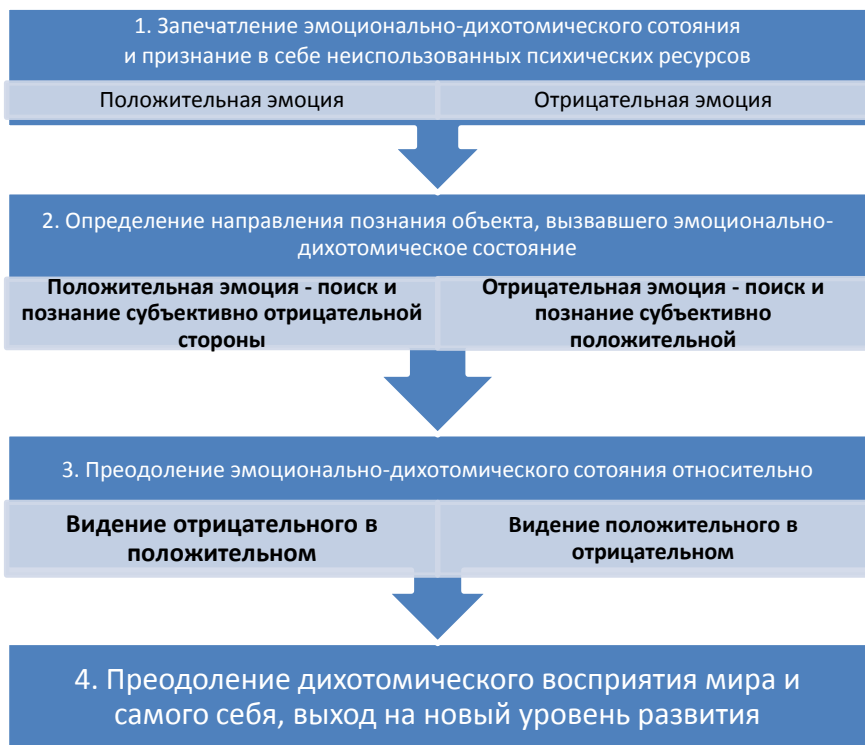 1. Запечатление эмоционально-дихотомического сотояния
и признание в себе неиспользованных психических ресурсов
Положительная эмоция
Отрицательная эмоция
2. Определение направления познания объекта, вызвавшего эмоционально-
дихотомическое состояние
Положительная эмоция - поиск и
познание субъективно отрицательной
стороны
Отрицательная эмоция - поиск и
познание субъективно
положительной
3. Преодоление эмоционально-дихотомического сотояния относительно
Видение отрицательного в
положительном
Видение положительного в
отрицательном
4. Преодоление дихотомического восприятия мира и
самого себя, выход на новый уровень развития